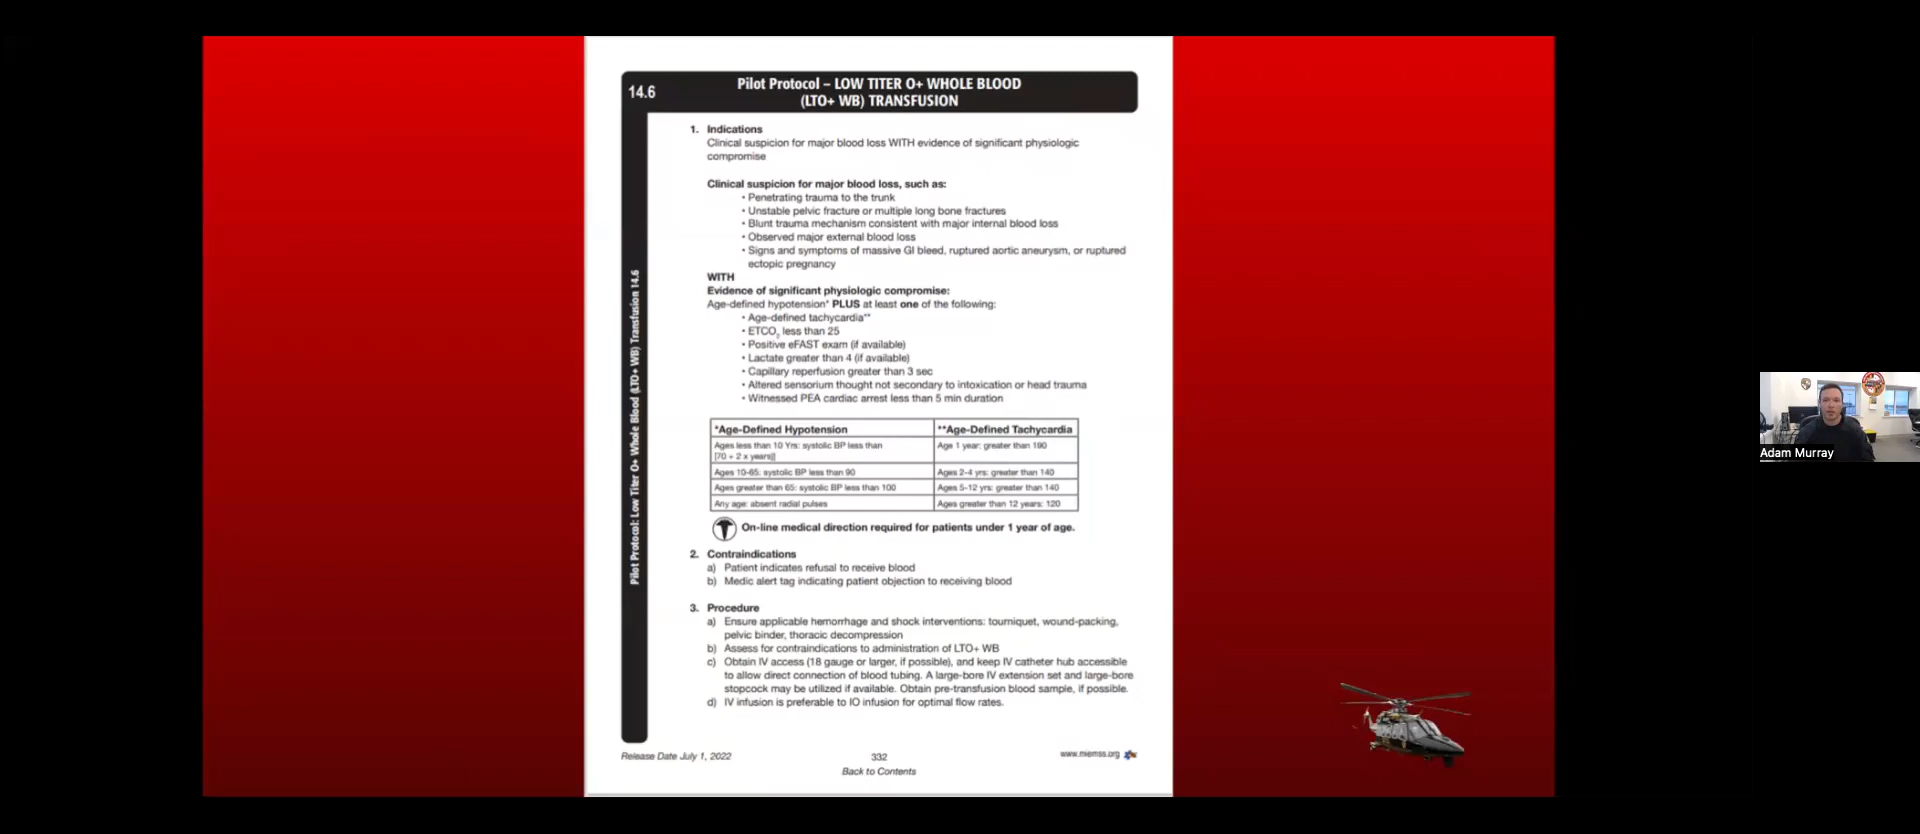 14.6
Pilot Protocol – LOW TITER O+ WHOLE BLOOD
(LTO+ WB) TRANSFUSION
Pilot Protocol: Low Titer O+ Whole Blood (LTO+ WB) Transfusion 14.6
1. Indications
Clinical suspicion for major blood loss WITH evidence of significant physiologic
compromise
Clinical suspicion for major blood loss, such as:
• Penetrating trauma to the trunk
• Unstable pelvic fracture or multiple long bone fractures
• Blunt trauma mechanism consistent with major internal blood loss
• Observed major external blood loss
• Signs and symptoms of massive GI bleed, ruptured aortic aneurysm, or ruptured
ectopic pregnancy
WITH
Evidence of significant physiologic compromise:
Age-defined hypotension* PLUS at least one of the following:
• Age-defined tachycardia**
• ETCO2 less than 25
• Positive eFAST exam (if available)
• Lactate greater than 4 (if available)
• Capillary reperfusion greater than 3 sec
• Altered sensorium thought not secondary to intoxication or head trauma
• Witnessed PEA cardiac arrest less than 5 min duration
*Age-Defined Hypotension **Age-Defined Tachycardia
Ages less than 10 Yrs: systolic BP less than Age 1 year: greater than 190
[70 + 2 x years)]
Ages 10-65: systolic BP less than 90 Ages 2-4 yrs: greater than 140
Ages greater than 65: systolic BP less than 100 Ages 5-12 yrs: greater than 140
Any age: absent radial pulses Ages greater than 12 years: 120
On-line medical direction required for patients under 1 year of age.
2. Contraindications
a) Patient indicates refusal to receive blood
b) Medic alert tag indicating patient objection to receiving blood
3. Procedure
a) Ensure applicable hemorrhage and shock interventions: tourniquet, wound-packing,
pelvic binder, thoracic decompression
b) Assess for contraindications to administration of LTO+ WB
c) Obtain IV access (18 gauge or larger, if possible), and keep IV catheter hub accessible
to allow direct connection of blood tubing. A large-bore IV extension set and large-bore
stopcock may be utilized if available. Obtain pre-transfusion blood sample, if possible.
d) IV infusion is preferable to IO infusion for optimal flow rates.
Release Date July 1, 2022 332 www.miemss.org
Back to Contents
Adam Murray